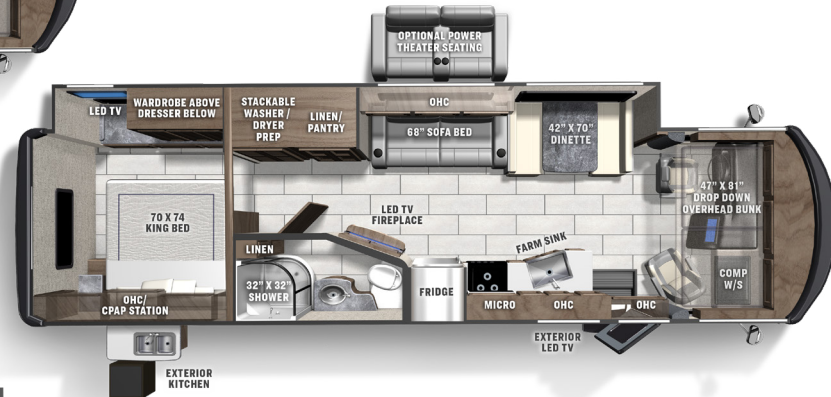 OPTIONAL POWER
THEATER SEATING
LED TV
WARDROBE ABOVE
DRESSER BELOW
STACKABLE
WASHER /
DRYER
PREP
LINEN/
PANTRY
OHC
68" SOFA BED
42" X 70"
DINETTE
47" X 81"
DROP DOWN
OVERHEAD BUNK
70 X 74
KING BED
LED TV
FIREPLACE
LINEN
32" X 32"
SHOWER
FARM SINK
FRIDGE
MICRO
OHC
OHC
COMP
W/S
OHC/
CPAP STATION
EXTERIOR
LED TV
EXTERIOR
KITCHEN